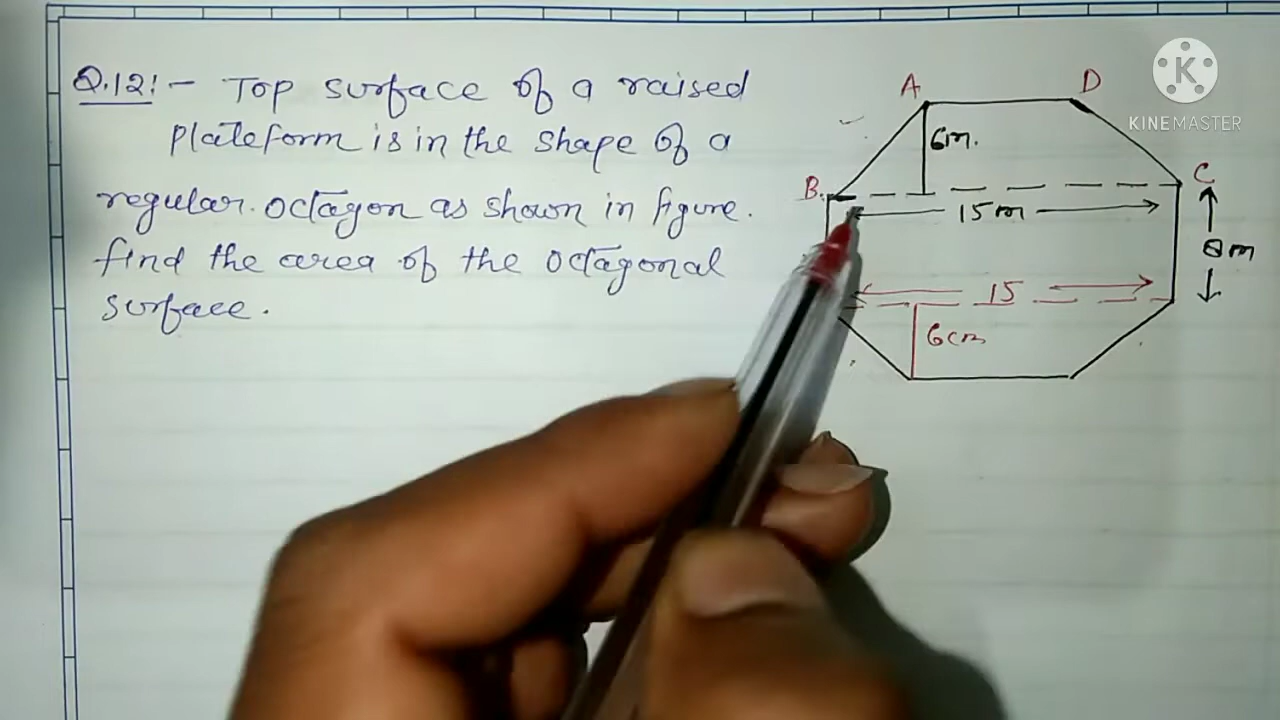 Q.12:- Top surface of a raised
plateform is in the shape of a
regular octagon as shown in figure.
find the area of the octagonal
surface.
A D
K
KINEMASTER
6m.
B. C
15m
8m
15
6cm